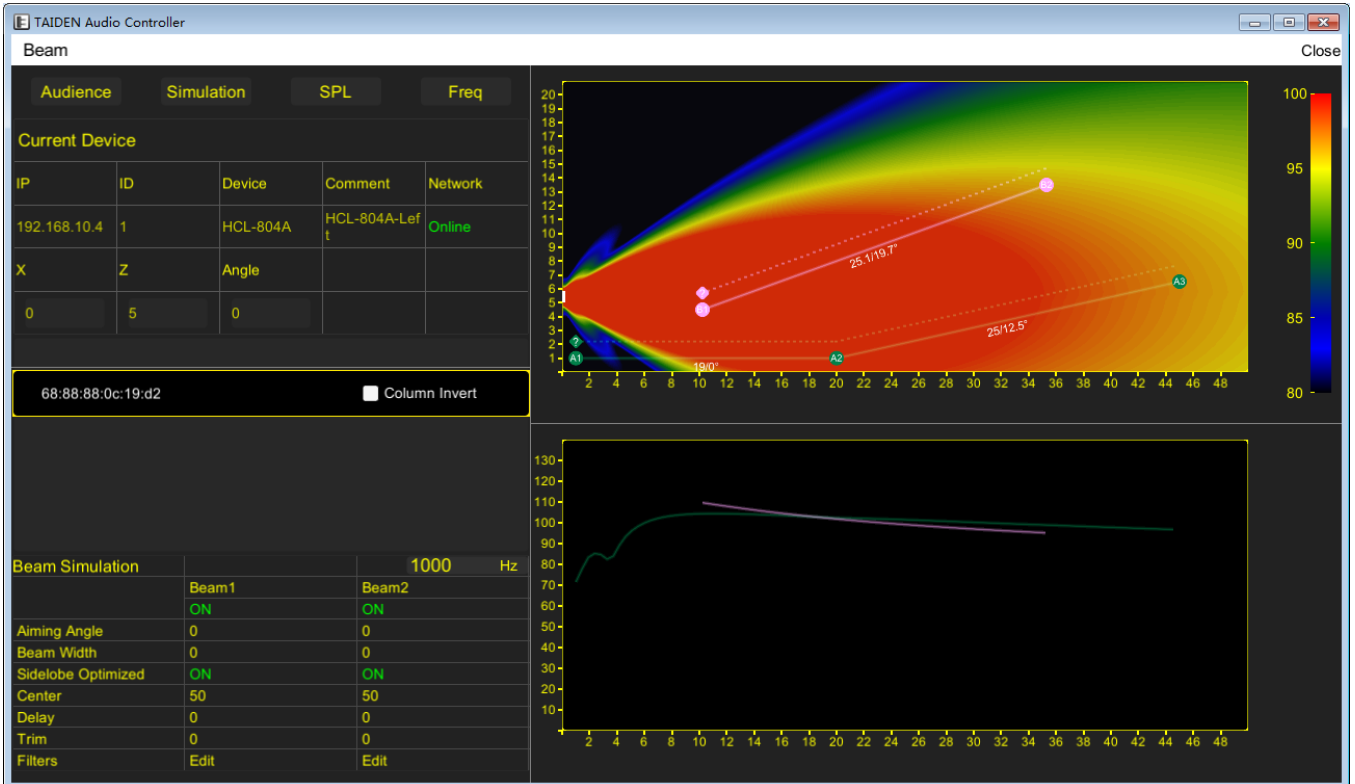 TAIDEN Audio Controller
Beam Close
Audience Simulation SPL Freq
Current Device
IP ID Device Comment Network
192.168.10.4 1 HCL-804A HCL-804A-Lef
t Online
X Z Angle
0 5 0
68:88:88:0c:19:d2 Column Invert
Beam Simulation 1000 Hz
Beam1 Beam2
ON ON
Aiming Angle 0 0
Beam Width 0 0
Sidelobe Optimized ON ON
Center 50 50
Delay 0 0
Trim 0 0
Filters Edit Edit
20
19
18
17
16
15
14
13
12
11
10
9
8
7
6
5
4
3
2
1
B2
25.1/19.7°
?
B1
A3
25/12.5°
?
A1
A2
19/0°
2 4 6 8 10 12 14 16 18 20 22 24 26 28 30 32 34 36 38 40 42 44 46 48
100
95
90
85
80
130
120
110
100
90
80
70
60
50
40
30
20
10
2 4 6 8 10 12 14 16 18 20 22 24 26 28 30 32 34 36 38 40 42 44 46 48